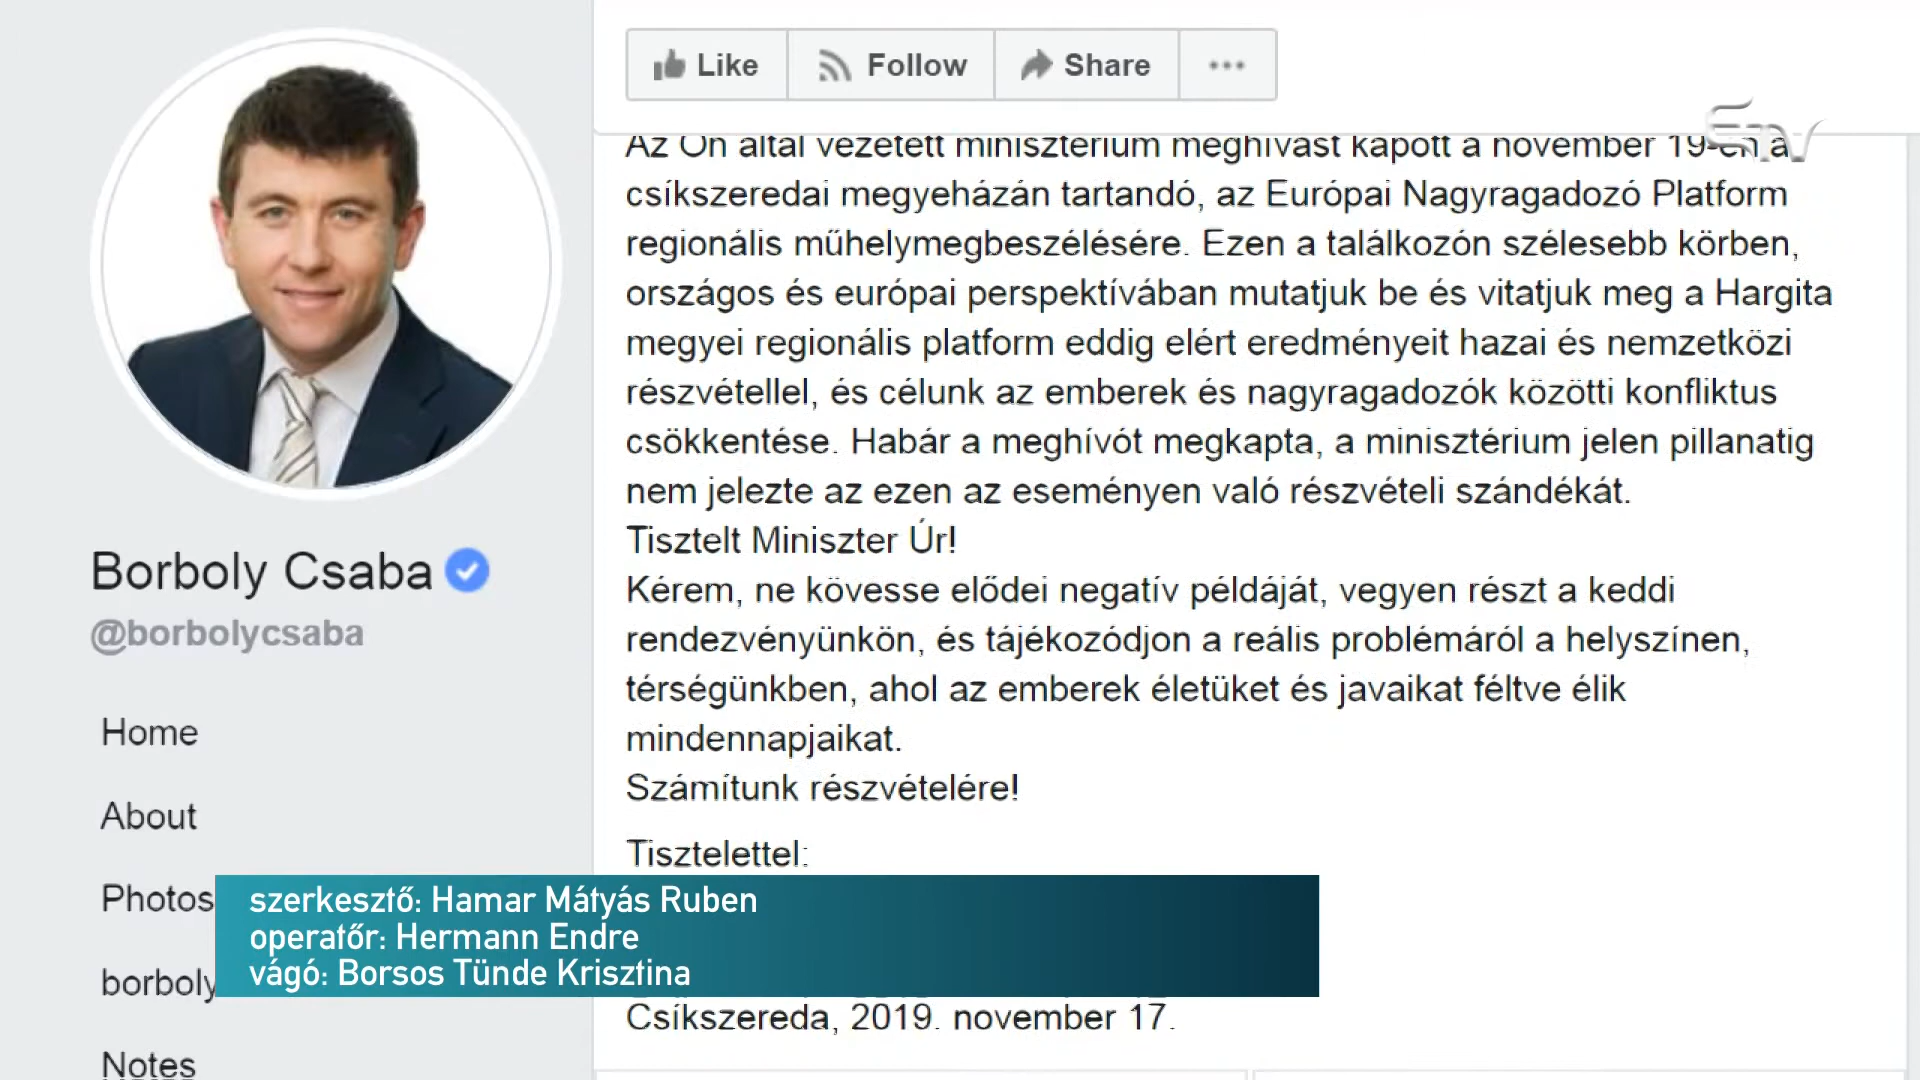 Like
Follow
Share
Az Ön által vezetett minisztérium meghívást kapott a november 19-én a
csíkszeredai megyeházán tartandó, az Európai Nagyragadozó Platform
regionális műhelymegbeszélésére. Ezen a találkozón szélesebb körben,
országos és európai perspektívában mutatjuk be és vitatjuk meg a Hargita
megyei regionális platform eddig elért eredményeit hazai és nemzetközi
részvétellel, és célunk az emberek és nagyragadozók közötti konfliktus
csökkentése. Habár a meghívót megkapta, a minisztérium jelen pillanatig
nem jelezte az ezen az eseményen való részvételi szándékát.
Tisztelt Miniszter Úr!
Kérem, ne kövesse elődei negatív példáját, vegyen részt a keddi
rendezvényünkön, és tájékozódjon a reális problémáról a helyszínen,
térségünkben, ahol az emberek életüket és javaikat féltve élik
mindennapjaikat.
Számítunk részvételére!
Tisztelettel:
Csíkszereda, 2019. november 17.
ETV
Borboly Csaba
@borbolycsaba
Home
About
Photos
borboly
Notes
szerkesztő: Hamar Mátyás Ruben
operatőr: Hermann Endre
vágó: Borsos Tünde Krisztina